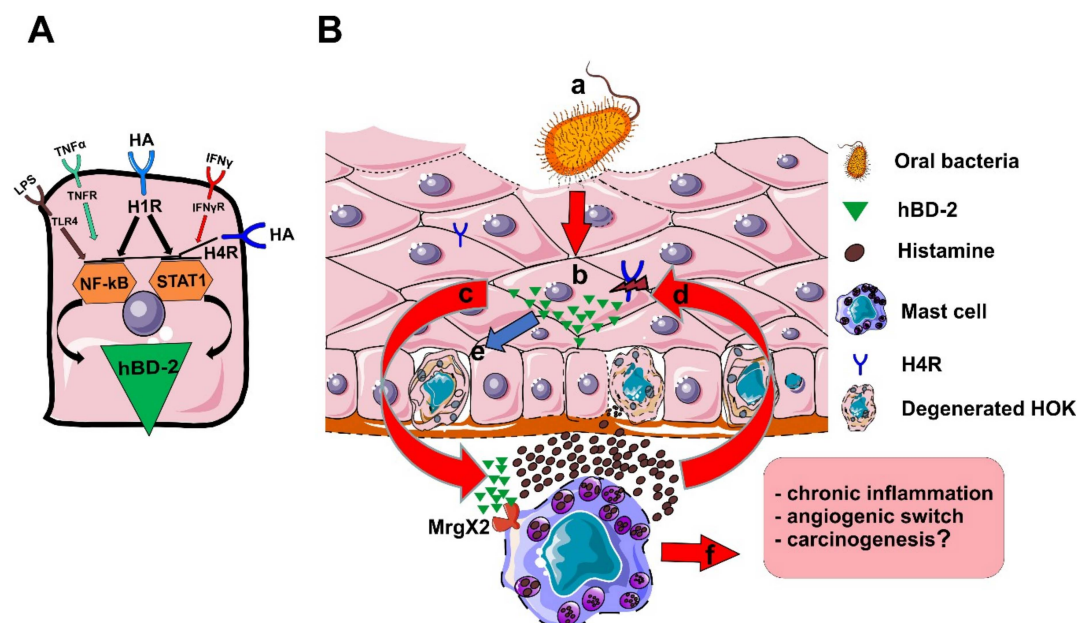 A
TNFα
HA
IFNγ
LPS
TNFR
H1R
IFNγR
TLR4
H4R
HA
NF-kB
STAT1
hBD-2
B
a
b
c
d
e
MrgX2
f
Oral bacteria
hBD-2
Histamine
Mast cell
H4R
Degenerated HOK
- chronic inflammation
- angiogenic switch
- carcinogenesis?